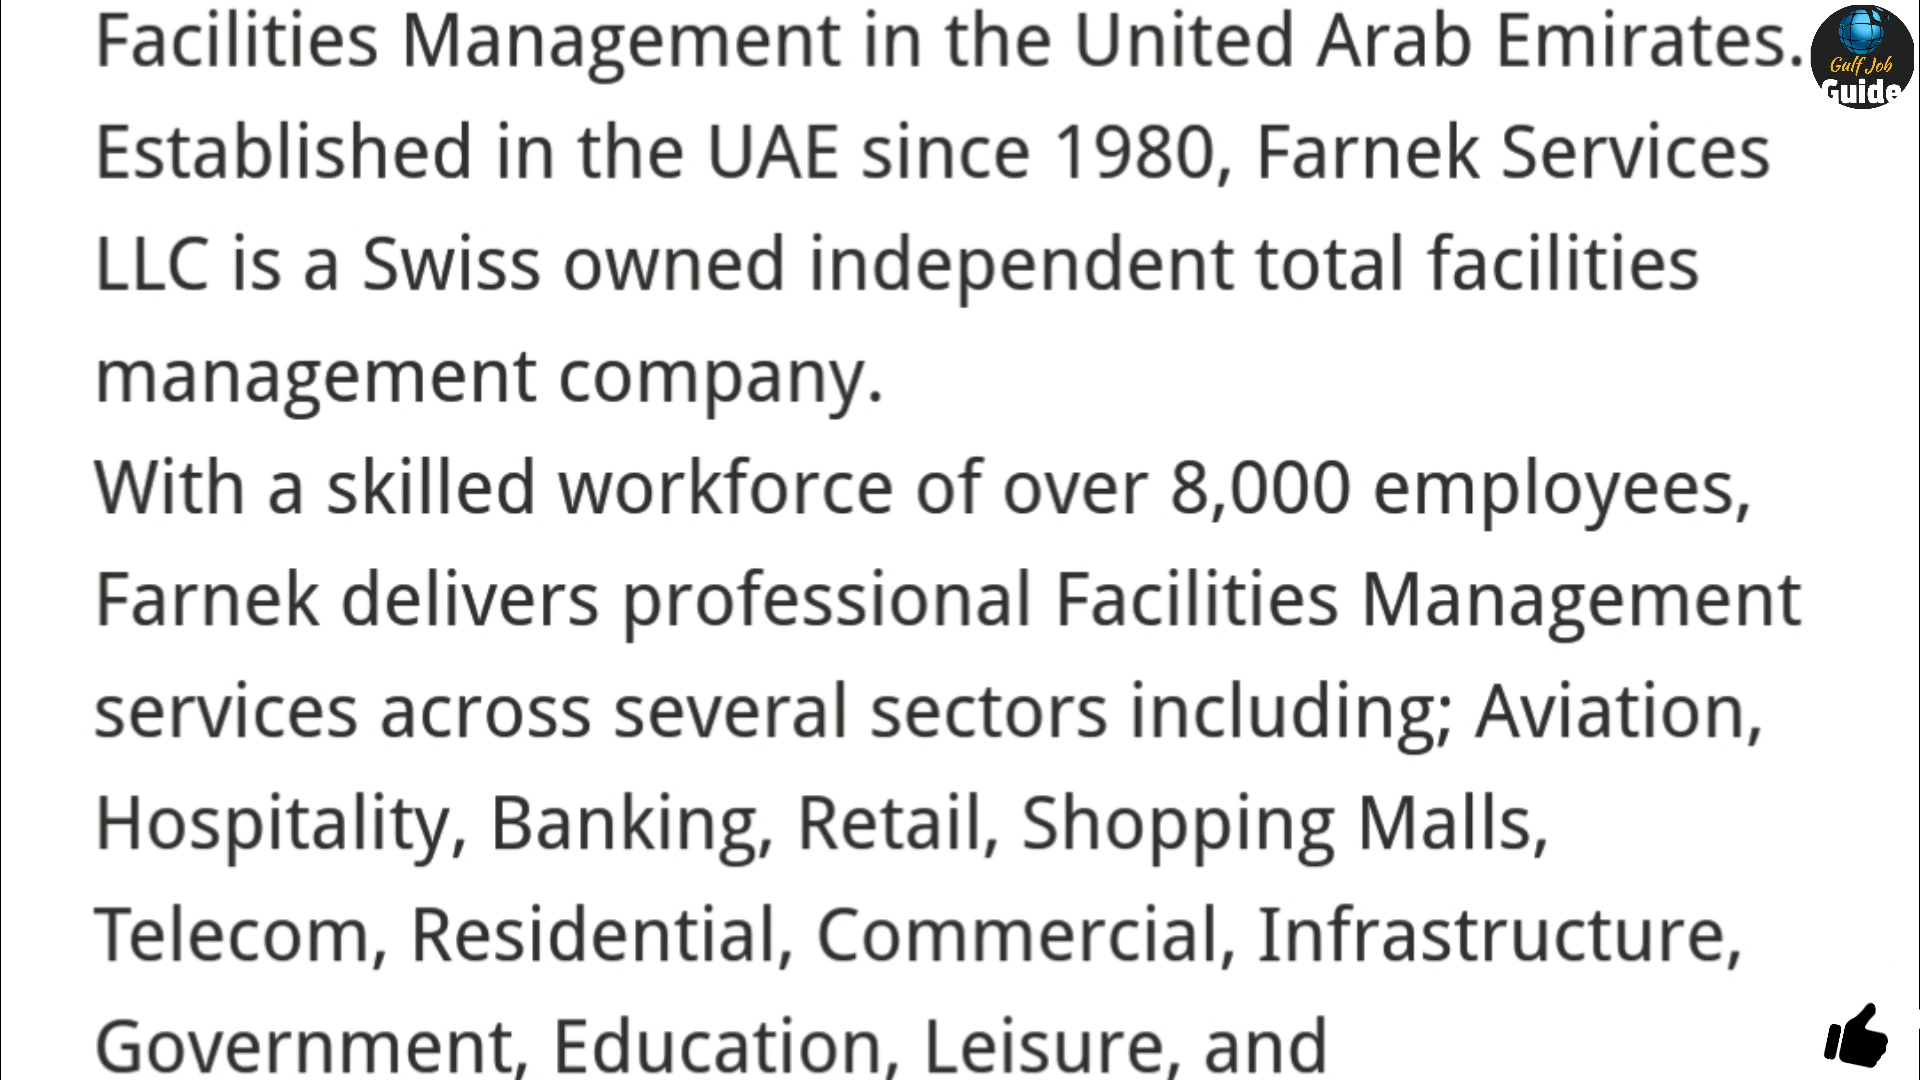 Facilities Management in the United Arab Emirates.
Established in the UAE since 1980, Farnek Services
LLC is a Swiss owned independent total facilities
management company.
With a skilled workforce of over 8,000 employees,
Farnek delivers professional Facilities Management
services across several sectors including; Aviation,
Hospitality, Banking, Retail, Shopping Malls,
Telecom, Residential, Commercial, Infrastructure,
Government, Education, Leisure, and
Gulf Job
Guide